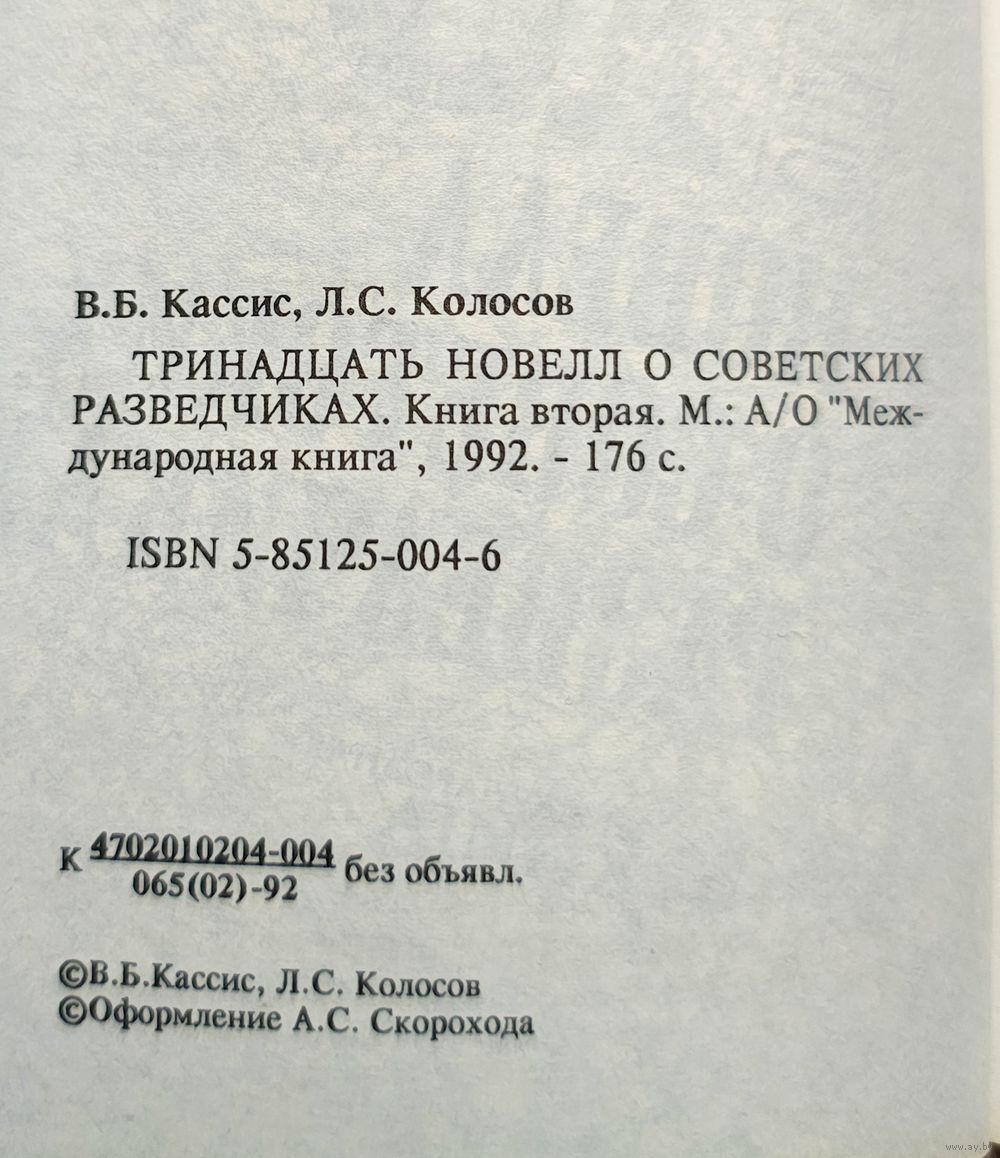 В.Б. Кассис, Л.С. Колосов
ТРИНАДЦАТЬ НОВЕЛЛ О СОВЕТСКИХ
РАЗВЕДЧИКАХ. Книга вторая. М.: А/О "Меж-
дународная книга", 1992. - 176 с.
ISBN 5-85125-004-6
К 4702010204-004 без объявл.
065(02)-92
©В.Б.Кассис, Л.С. Колосов
©Оформление А.С. Скорохода